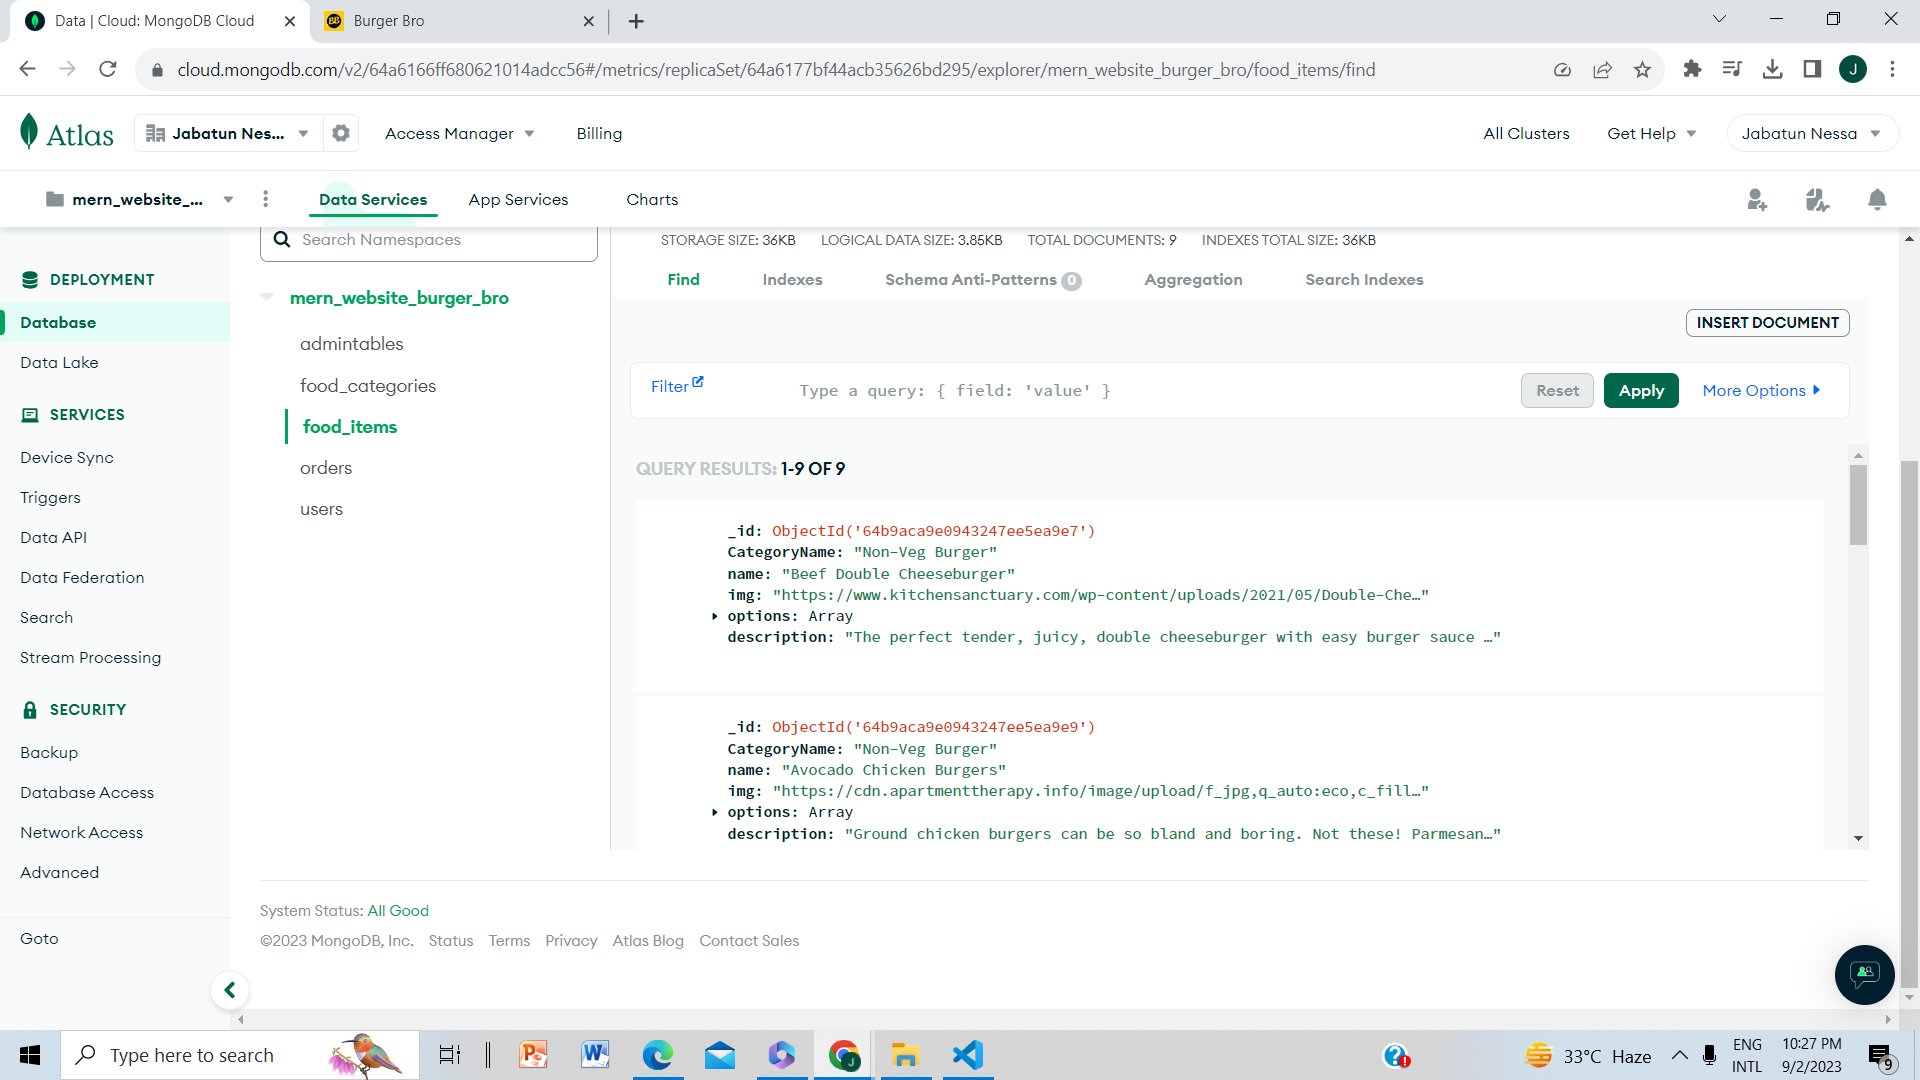 Data | Cloud: MongoDB Cloud
BB Burger Bro
cloud.mongodb.com/v2/64a6166ff680621014adcc56#/metrics/replicaSet/64a6177bf44acb35626bd295/explorer/mern_website_burger_bro/food_items/find
J
Atlas
Jabatun Nes...
Access Manager
Billing
All Clusters
Get Help
Jabatun Nessa
mern_website_...
Data Services
App Services
Charts
DEPLOYMENT
Database
Data Lake
SERVICES
Device Sync
Triggers
Data API
Data Federation
Search
Stream Processing
SECURITY
Backup
Database Access
Network Access
Advanced
Goto
Search Namespaces
mern_website_burger_bro
admintables
food_categories
food_items
orders
users
STORAGE SIZE: 36KB LOGICAL DATA SIZE: 3.85KB TOTAL DOCUMENTS: 9 INDEXES TOTAL SIZE: 36KB
Find Indexes Schema Anti-Patterns 0 Aggregation Search Indexes
INSERT DOCUMENT
Filter Type a query: { field: 'value' } Reset Apply More Options
QUERY RESULTS: 1-9 OF 9
_id: ObjectId('64b9aca9e0943247ee5ea9e7')
CategoryName: "Non-Veg Burger"
name: "Beef Double Cheeseburger"
img: "https://www.kitchensanctuary.com/wp-content/uploads/2021/05/Double-Che…"
options: Array
description: "The perfect tender, juicy, double cheeseburger with easy burger sauce …"
_id: ObjectId('64b9aca9e0943247ee5ea9e9')
CategoryName: "Non-Veg Burger"
name: "Avocado Chicken Burgers"
img: "https://cdn.apartmenttherapy.info/image/upload/f_jpg,q_auto:eco,c_fill…"
options: Array
description: "Ground chicken burgers can be so bland and boring. Not these! Parmesan…"
System Status: All Good
©2023 MongoDB, Inc. Status Terms Privacy Atlas Blog Contact Sales
Type here to search
33°C Haze
ENG
INTL
10:27 PM
9/2/2023
9